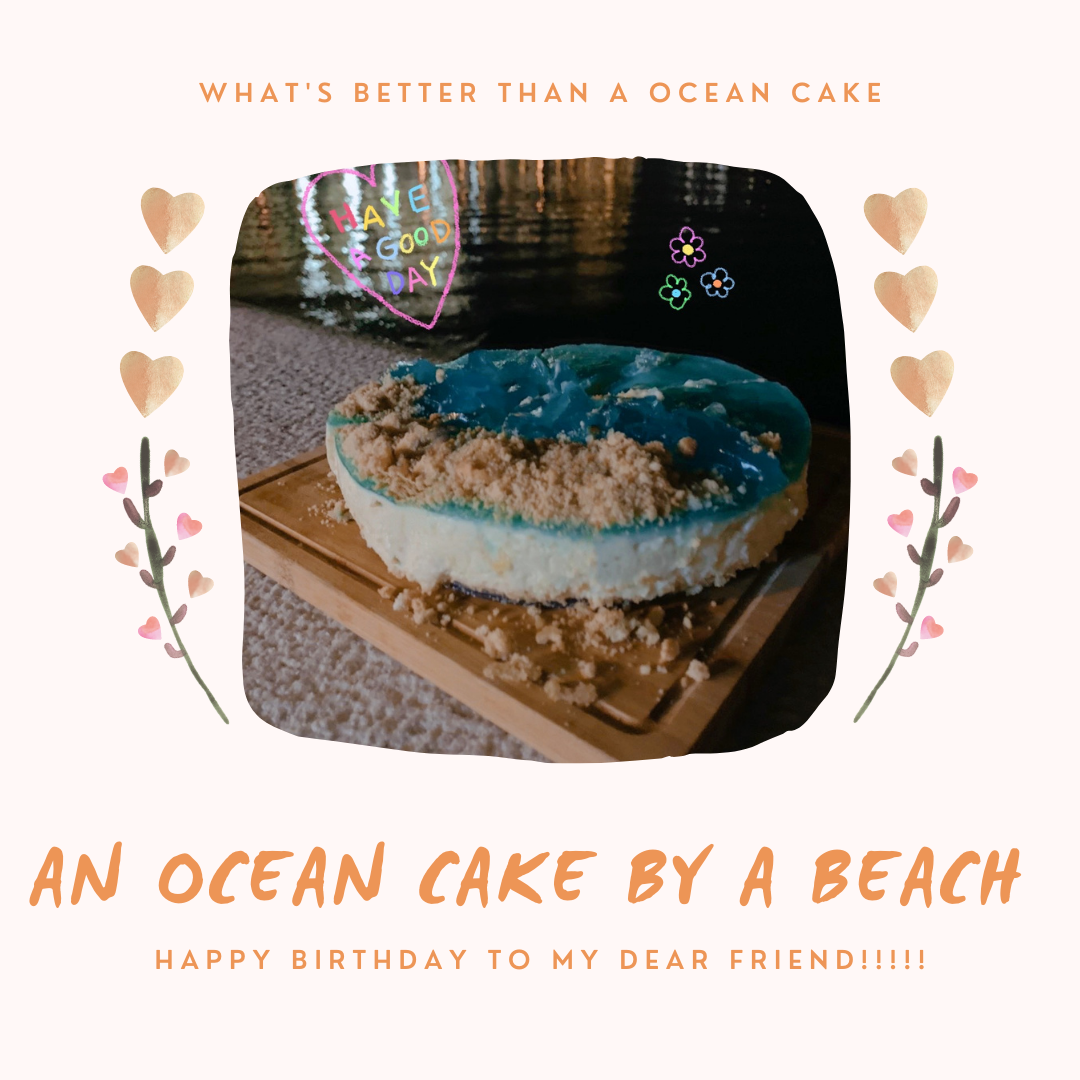 WHAT'S BETTER THAN A OCEAN CAKE
HAVE
A GOOD
DAY
AN OCEAN CAKE BY A BEACH
HAPPY BIRTHDAY TO MY DEAR FRIEND!!!!!